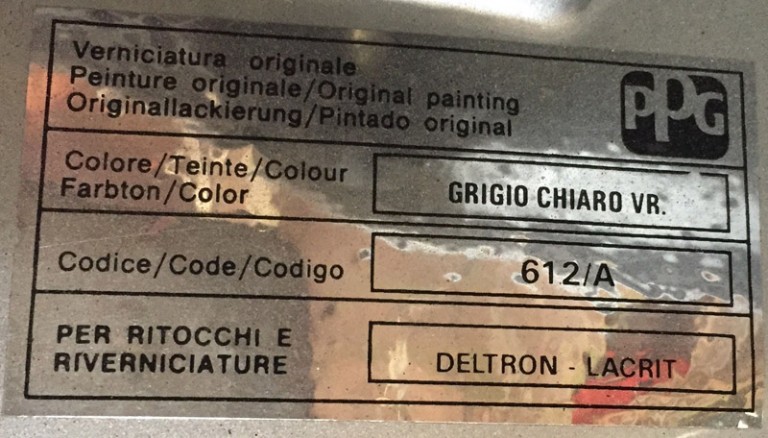 Verniciatura originale
Peinture originale/Original painting
Originallackierung/Pintado original
PPG
Colore/Teinte/Colour
Farbton/Color
GRIGIO CHIARO VR.
Codice/Code/Codigo
612/A
PER RITOCCHI E
RIVERNICIATURE
DELTRON - LACRIT